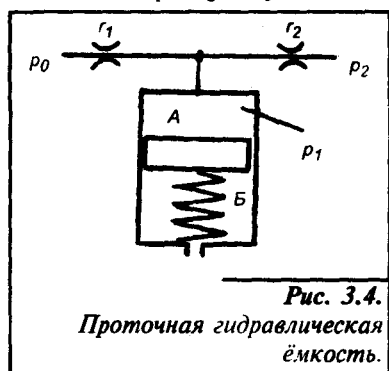 r₁ r₂
p₀ p₂
А
p₁
Б
Рис. 3.4.
Проточная гидравлическая
ёмкость.